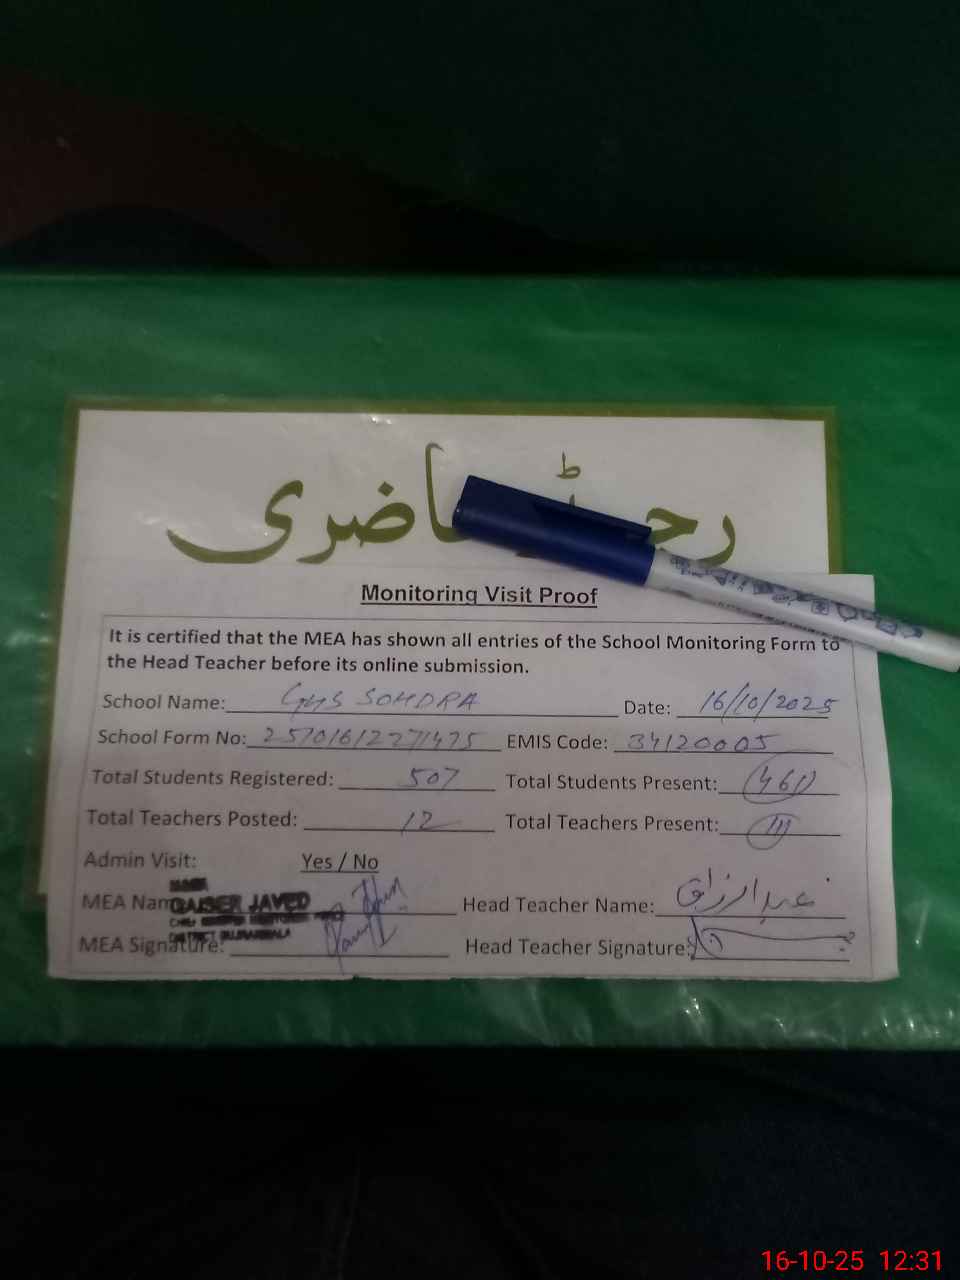 رجسٹر حاضری
Monitoring Visit Proof
It is certified that the MEA has shown all entries of the School Monitoring Form to
the Head Teacher before its online submission.
School Name: GHS SOHDRA Date: 16/10/2025
School Form No: EMIS Code: 34120005
Total Students Registered: 507 Total Students Present: 461
Total Teachers Posted: 12 Total Teachers Present:
Admin Visit: Yes / No
MEA QAISER JAVED Head Teacher Name: عبدالرزاق
DISTRICT
MEA Signature: Head Teacher Signature:
16-10-25 12:31